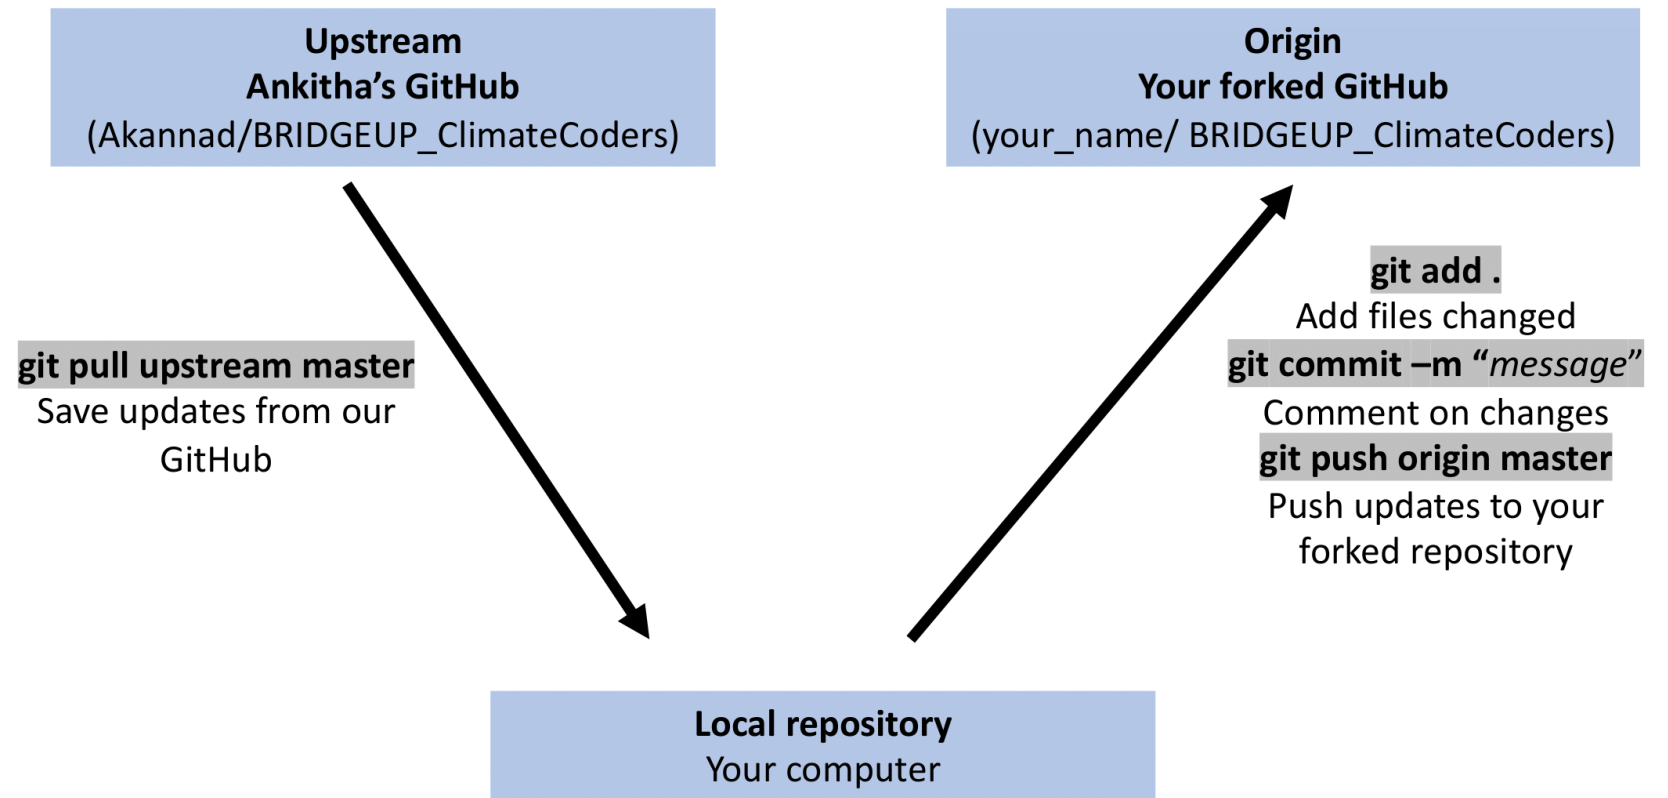 Upstream
Ankitha’s GitHub
(Akannad/BRIDGEUP_ClimateCoders)
Origin
Your forked GitHub
(your_name/ BRIDGEUP_ClimateCoders)
git pull upstream master
Save updates from our
GitHub
git add .
Add files changed
git commit –m “message”
Comment on changes
git push origin master
Push updates to your
forked repository
Local repository
Your computer